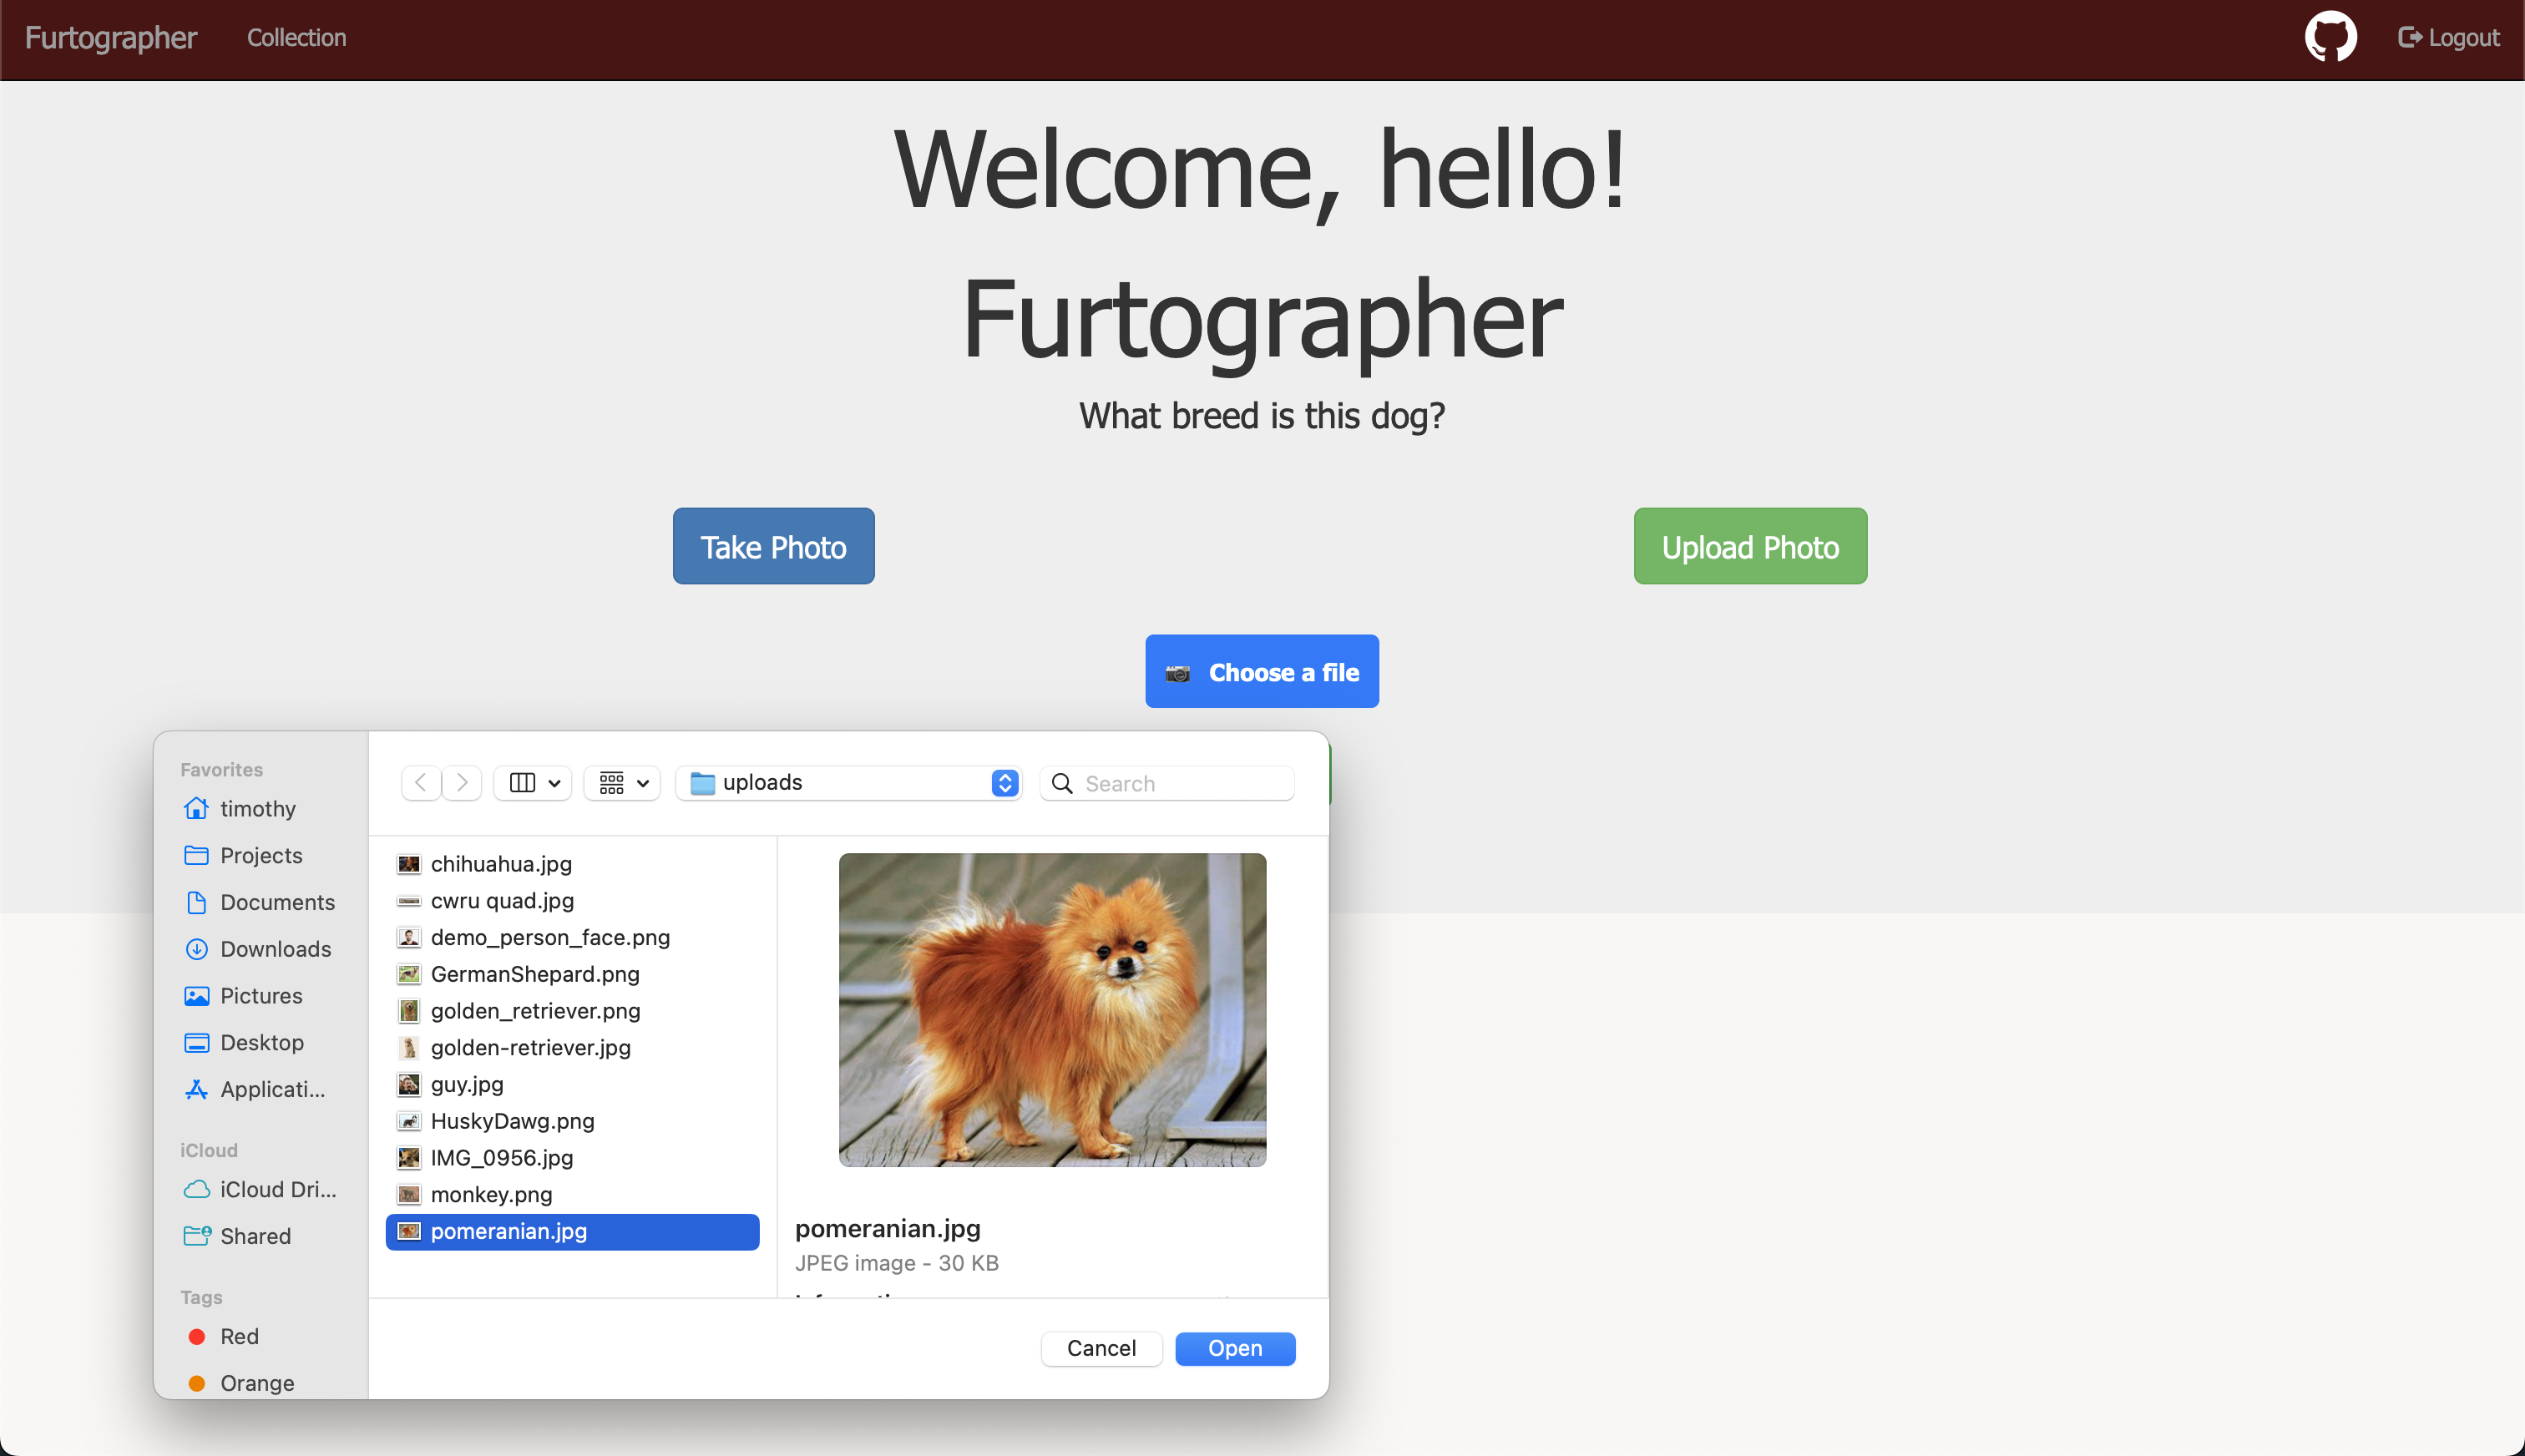 Furtographer
Collection
Logout
Welcome, hello!
Furtographer
What breed is this dog?
Take Photo
Upload Photo
Choose a file
Favorites
timothy
Projects
Documents
Downloads
Pictures
Desktop
Applicati...
iCloud
iCloud Dri...
Shared
Tags
Red
Orange
uploads
Search
chihuahua.jpg
cwru quad.jpg
demo_person_face.png
GermanShepard.png
golden_retriever.png
golden-retriever.jpg
guy.jpg
HuskyDawg.png
IMG_0956.jpg
monkey.png
pomeranian.jpg
pomeranian.jpg
JPEG image - 30 KB
Cancel
Open